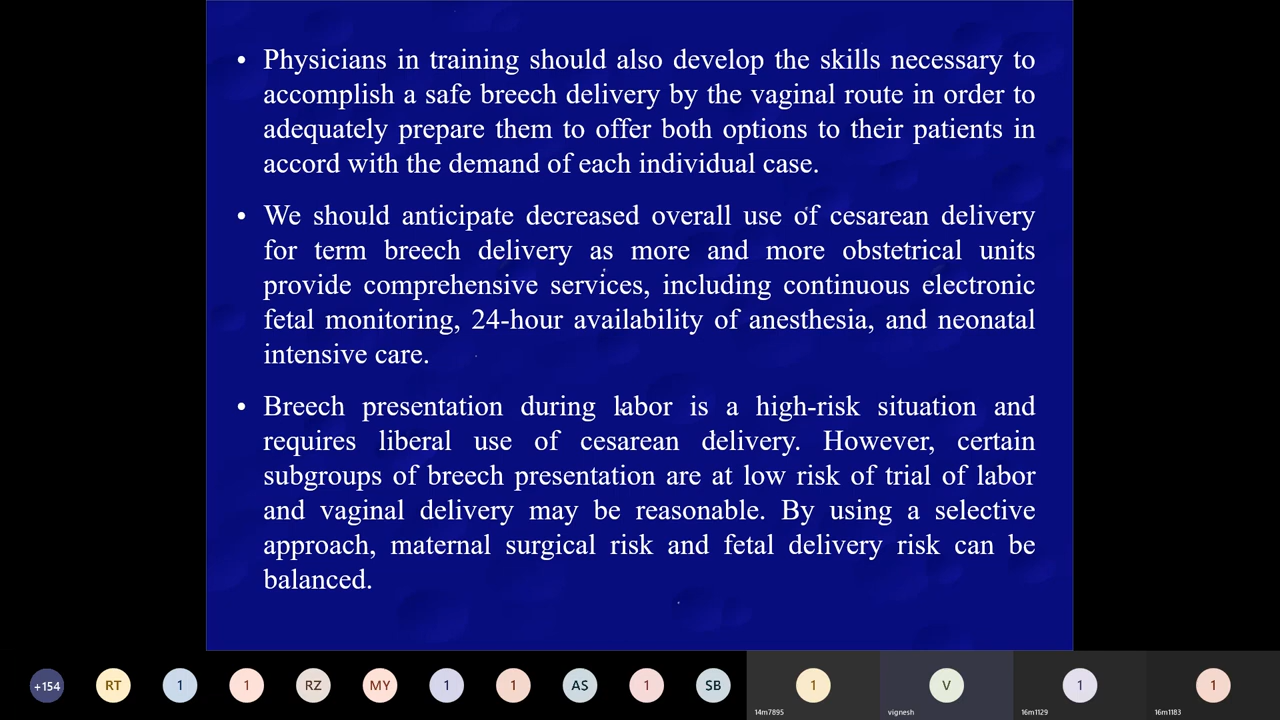 • Physicians in training should also develop the skills necessary to
accomplish a safe breech delivery by the vaginal route in order to
adequately prepare them to offer both options to their patients in
accord with the demand of each individual case.
• We should anticipate decreased overall use of cesarean delivery
for term breech delivery as more and more obstetrical units
provide comprehensive services, including continuous electronic
fetal monitoring, 24-hour availability of anesthesia, and neonatal
intensive care.
• Breech presentation during labor is a high-risk situation and
requires liberal use of cesarean delivery. However, certain
subgroups of breech presentation are at low risk of trial of labor
and vaginal delivery may be reasonable. By using a selective
approach, maternal surgical risk and fetal delivery risk can be
balanced.
+154 RT 1 1 RZ MY 1 1 AS 1 SB 1 V 1 1
14m7895 vignesh 16m1129 16m1183